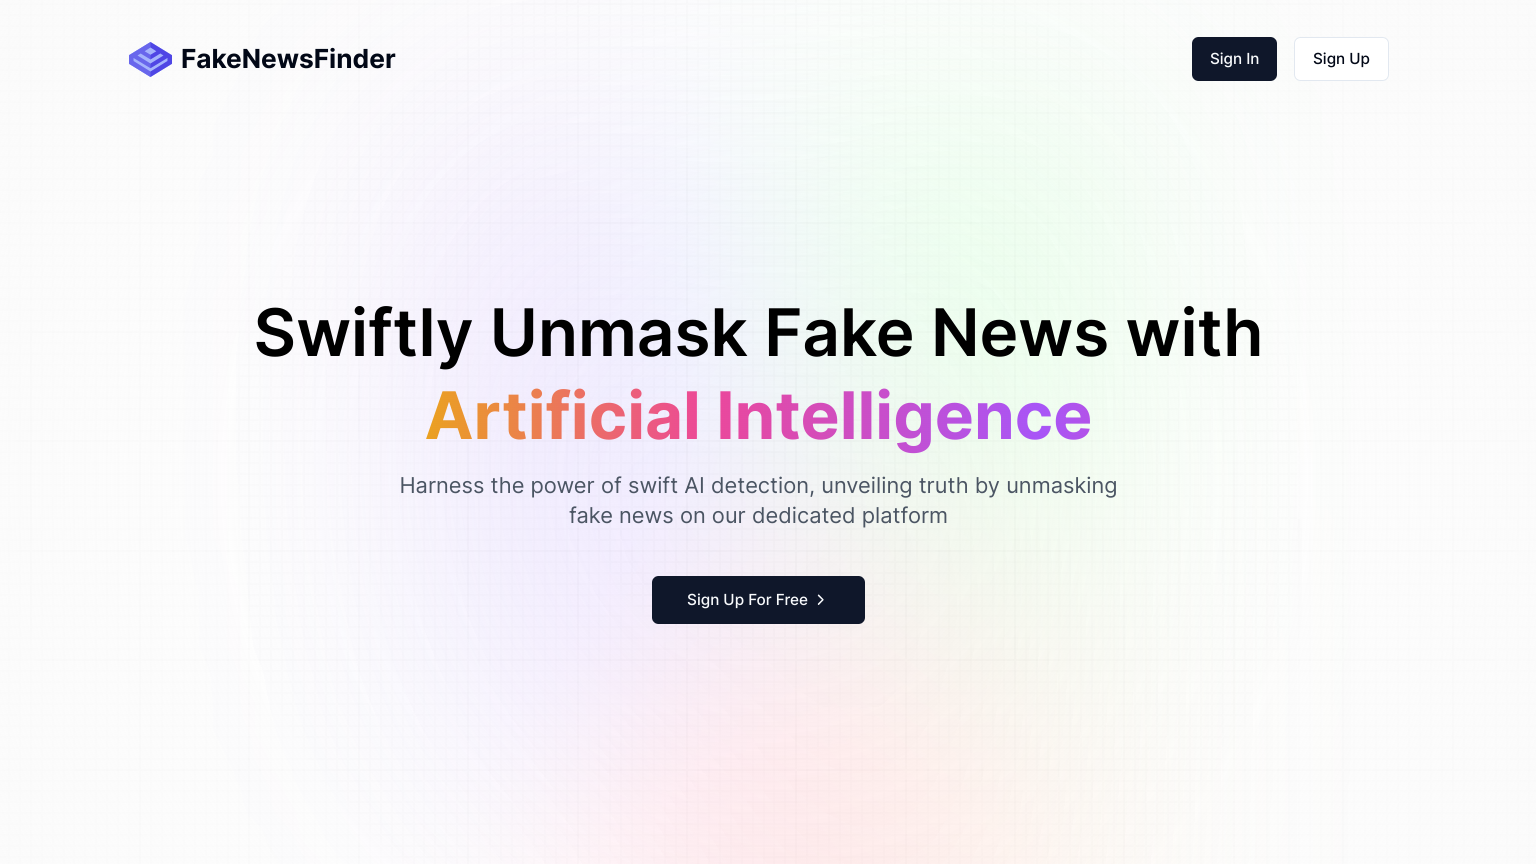 FakeNewsFinder
Sign In
Sign Up
Swiftly Unmask Fake News with
Artificial Intelligence
Harness the power of swift AI detection, unveiling truth by unmasking
fake news on our dedicated platform
Sign Up For Free